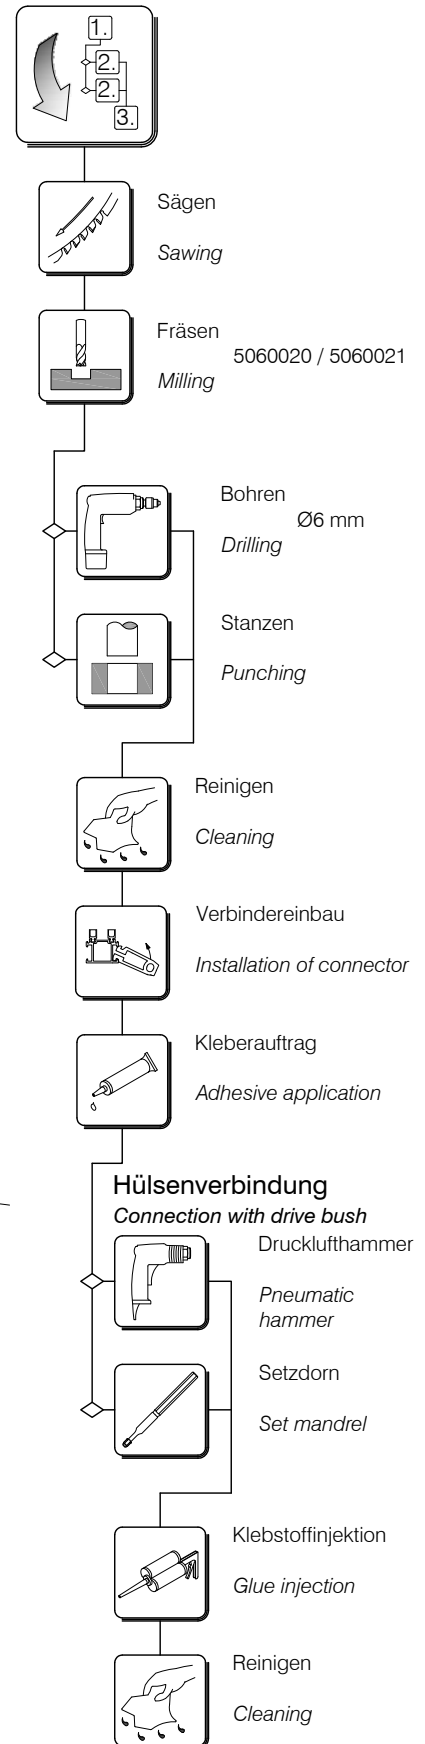 1.
2.
2.
3.
Sägen
Sawing
Fräsen
5060020 / 5060021
Milling
Bohren
Ø6 mm
Drilling
Stanzen
Punching
Reinigen
Cleaning
Verbindereinbau
Installation of connector
Kleberauftrag
Adhesive application
Hülsenverbindung
Connection with drive bush
Drucklufthammer
Pneumatic
hammer
Setzdorn
Set mandrel
Klebstoffinjektion
Glue injection
Reinigen
Cleaning